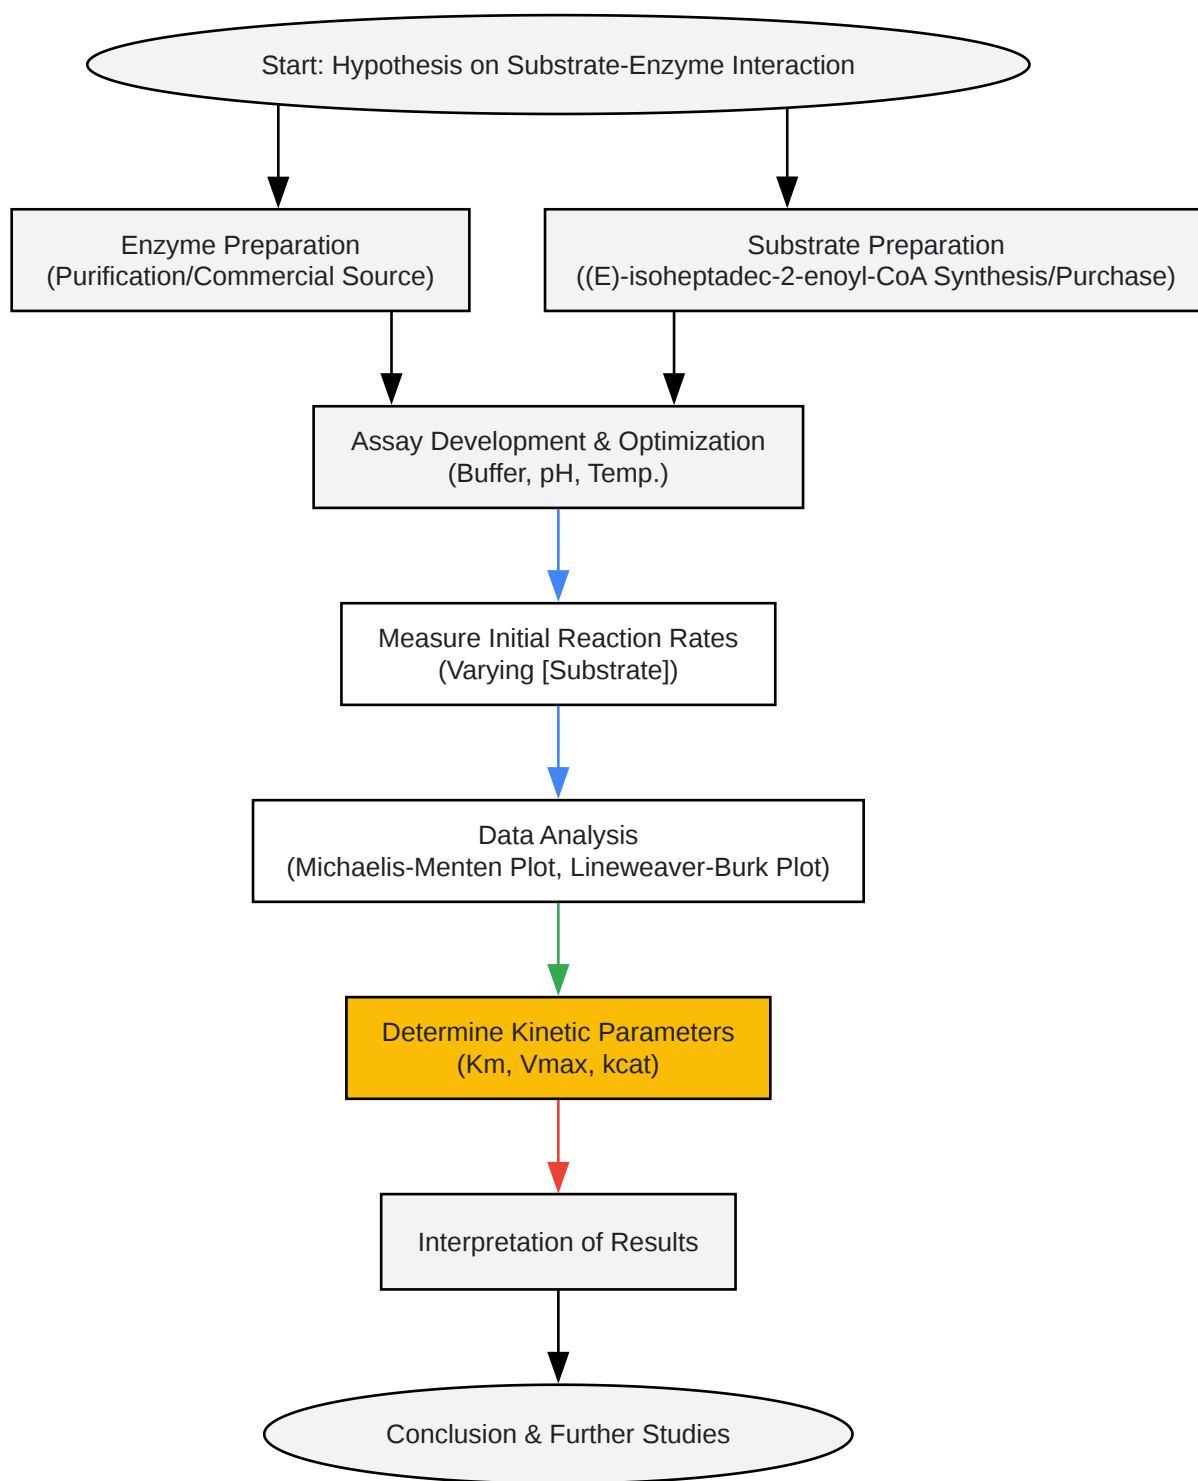 Start: Hypothesis on Substrate-Enzyme Interaction
Enzyme Preparation
(Purification/Commercial Source)
Substrate Preparation
((E)-isoheptadec-2-enoyl-CoA Synthesis/Purchase)
Assay Development & Optimization
(Buffer, pH, Temp.)
Measure Initial Reaction Rates
(Varying [Substrate])
Data Analysis
(Michaelis-Menten Plot, Lineweaver-Burk Plot)
Determine Kinetic Parameters
(Km, Vmax, kcat)
Interpretation of Results
Conclusion & Further Studies